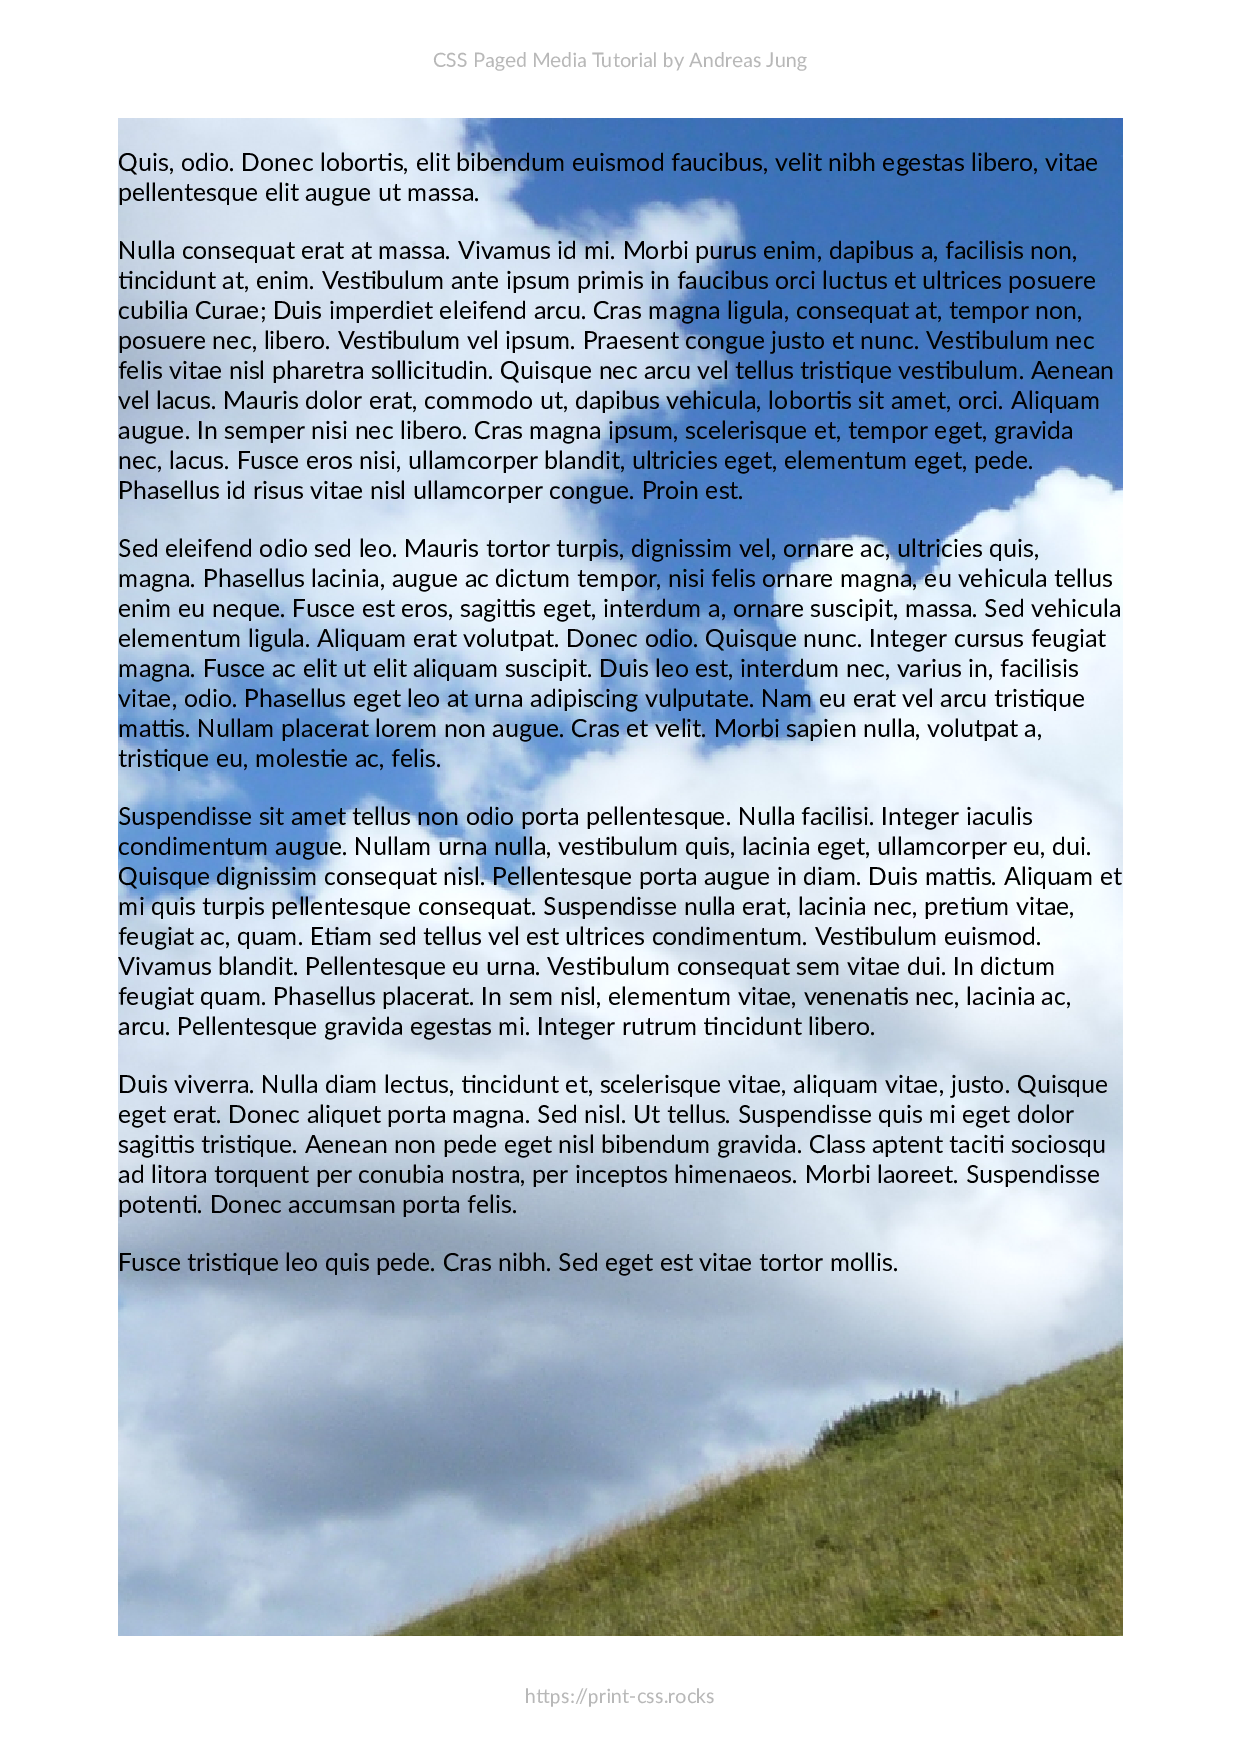 CSS Paged Media Tutorial by Andreas Jung
Quis, odio. Donec lobortis, elit bibendum euismod faucibus, velit nibh egestas libero, vitae
pellentesque elit augue ut massa.
Nulla consequat erat at massa. Vivamus id mi. Morbi purus enim, dapibus a, facilisis non,
tincidunt at, enim. Vestibulum ante ipsum primis in faucibus orci luctus et ultrices posuere
cubilia Curae; Duis imperdiet eleifend arcu. Cras magna ligula, consequat at, tempor non,
posuere nec, libero. Vestibulum vel ipsum. Praesent congue justo et nunc. Vestibulum nec
felis vitae nisl pharetra sollicitudin. Quisque nec arcu vel tellus tristique vestibulum. Aenean
vel lacus. Mauris dolor erat, commodo ut, dapibus vehicula, lobortis sit amet, orci. Aliquam
augue. In semper nisi nec libero. Cras magna ipsum, scelerisque et, tempor eget, gravida
nec, lacus. Fusce eros nisi, ullamcorper blandit, ultricies eget, elementum eget, pede.
Phasellus id risus vitae nisl ullamcorper congue. Proin est.
Sed eleifend odio sed leo. Mauris tortor turpis, dignissim vel, ornare ac, ultricies quis,
magna. Phasellus lacinia, augue ac dictum tempor, nisi felis ornare magna, eu vehicula tellus
enim eu neque. Fusce est eros, sagittis eget, interdum a, ornare suscipit, massa. Sed vehicula
elementum ligula. Aliquam erat volutpat. Donec odio. Quisque nunc. Integer cursus feugiat
magna. Fusce ac elit ut elit aliquam suscipit. Duis leo est, interdum nec, varius in, facilisis
vitae, odio. Phasellus eget leo at urna adipiscing vulputate. Nam eu erat vel arcu tristique
mattis. Nullam placerat lorem non augue. Cras et velit. Morbi sapien nulla, volutpat a,
tristique eu, molestie ac, felis.
Suspendisse sit amet tellus non odio porta pellentesque. Nulla facilisi. Integer iaculis
condimentum augue. Nullam urna nulla, vestibulum quis, lacinia eget, ullamcorper eu, dui.
Quisque dignissim consequat nisl. Pellentesque porta augue in diam. Duis mattis. Aliquam et
mi quis turpis pellentesque consequat. Suspendisse nulla erat, lacinia nec, pretium vitae,
feugiat ac, quam. Etiam sed tellus vel est ultrices condimentum. Vestibulum euismod.
Vivamus blandit. Pellentesque eu urna. Vestibulum consequat sem vitae dui. In dictum
feugiat quam. Phasellus placerat. In sem nisl, elementum vitae, venenatis nec, lacinia ac,
arcu. Pellentesque gravida egestas mi. Integer rutrum tincidunt libero.
Duis viverra. Nulla diam lectus, tincidunt et, scelerisque vitae, aliquam vitae, justo. Quisque
eget erat. Donec aliquet porta magna. Sed nisl. Ut tellus. Suspendisse quis mi eget dolor
sagittis tristique. Aenean non pede eget nisl bibendum gravida. Class aptent taciti sociosqu
ad litora torquent per conubia nostra, per inceptos himenaeos. Morbi laoreet. Suspendisse
potenti. Donec accumsan porta felis.
Fusce tristique leo quis pede. Cras nibh. Sed eget est vitae tortor mollis.
https://print-css.rocks